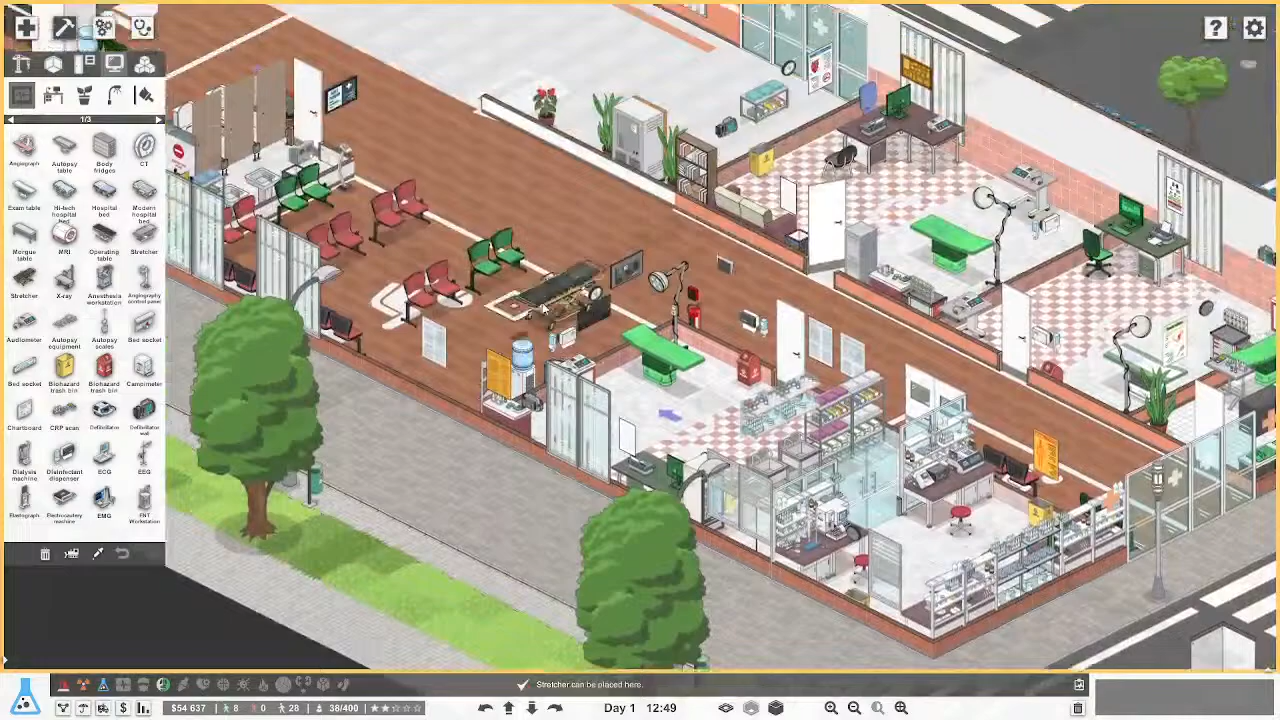 ?
1/3
Angiograph
Autopsy table
Body fridges
CT
Exam table
Hi-tech hospital bed
Hospital bed
Modern hospital bed
Morgue table
MRI
Operating table
Stretcher
Stretcher
X-ray
Anesthesia workstation
Angiography control panel
Audiometer
Autopsy equipment
Autopsy scales
Bed socket
Bed socket
Biohazard trash bin
Biohazard trash bin
Campimeter
Chartboard
CRP scan
Defibrillator
Defibrillator wall
Dialysis machine
Disinfectant dispenser
ECG
EEG
Elastograph
Electrocautery machine
EMG
ENT Workstation
Stretcher can be placed here.
$54 637
8
0
28
38/400
Day 1 12:49